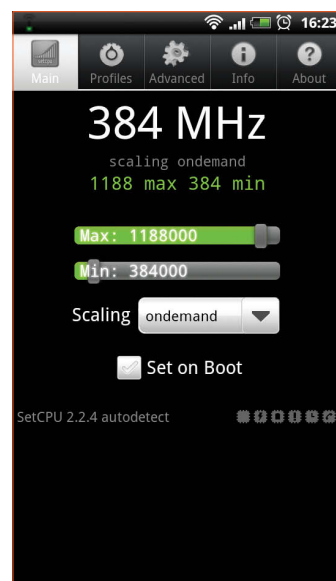 16:23
Main Profiles Advanced Info About
384 MHz
scaling ondemand
1188 max 384 min
Max: 1188000
Min: 384000
Scaling ondemand
Set on Boot
SetCPU 2.2.4 autodetect